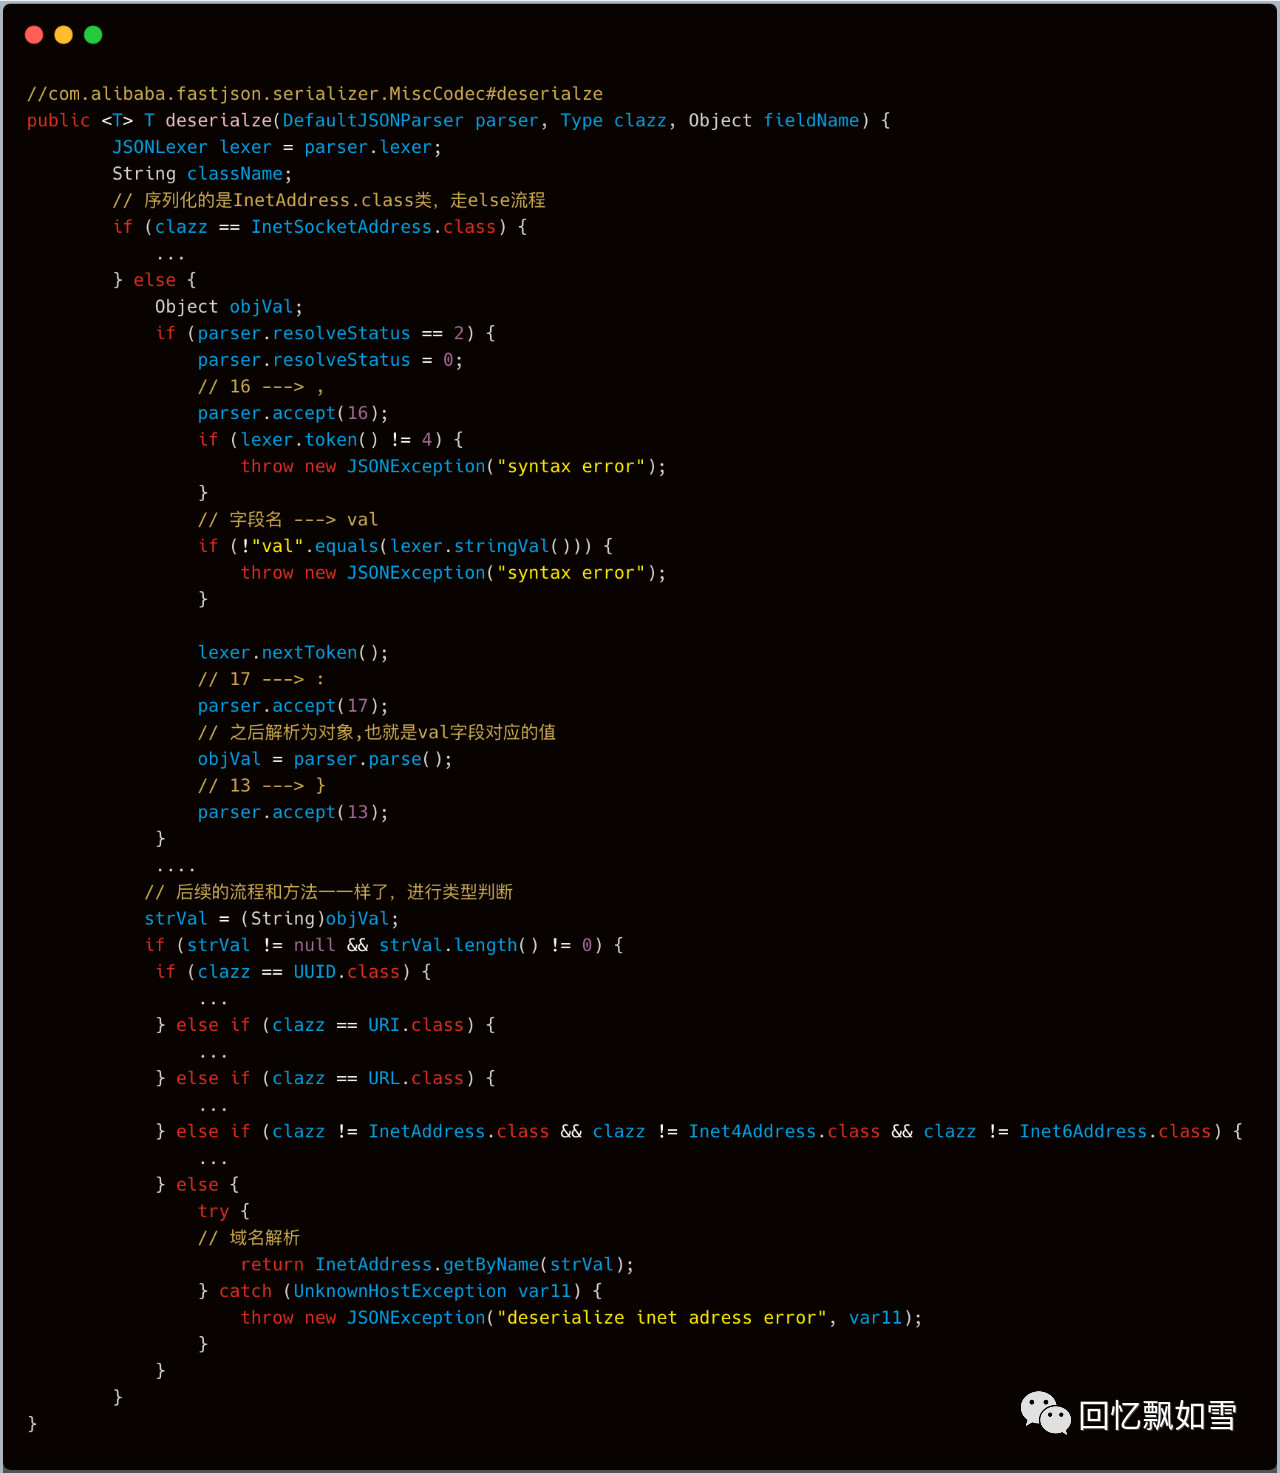 //com.alibaba.fastjson.serializer.MiscCodec#deserialze
public <T> T deserialze(DefaultJSONParser parser, Type clazz, Object fieldName) {
        JSONLexer lexer = parser.lexer;
        String className;
        // 序列化的是InetAddress.class类，走else流程
        if (clazz == InetSocketAddress.class) {
            ...
        } else {
            Object objVal;
            if (parser.resolveStatus == 2) {
                parser.resolveStatus = 0;
                // 16 ---> ,
                parser.accept(16);
                if (lexer.token() != 4) {
                    throw new JSONException("syntax error");
                }
                // 字段名 ---> val
                if (!"val".equals(lexer.stringVal())) {
                    throw new JSONException("syntax error");
                }

                lexer.nextToken();
                // 17 ---> :
                parser.accept(17);
                // 之后解析为对象,也就是val字段对应的值
                objVal = parser.parse();
                // 13 ---> }
                parser.accept(13);
            }
            ....
           // 后续的流程和方法一一样了，进行类型判断
           strVal = (String)objVal;
           if (strVal != null && strVal.length() != 0) {
            if (clazz == UUID.class) {
                ...
            } else if (clazz == URI.class) {
                ...
            } else if (clazz == URL.class) {
                ...
            } else if (clazz != InetAddress.class && clazz != Inet4Address.class && clazz != Inet6Address.class) {
                ...
            } else {
                try {
                // 域名解析
                    return InetAddress.getByName(strVal);
                } catch (UnknownHostException var11) {
                    throw new JSONException("deserialize inet adress error", var11);
                }
            }
        }
}
回忆飘如雪